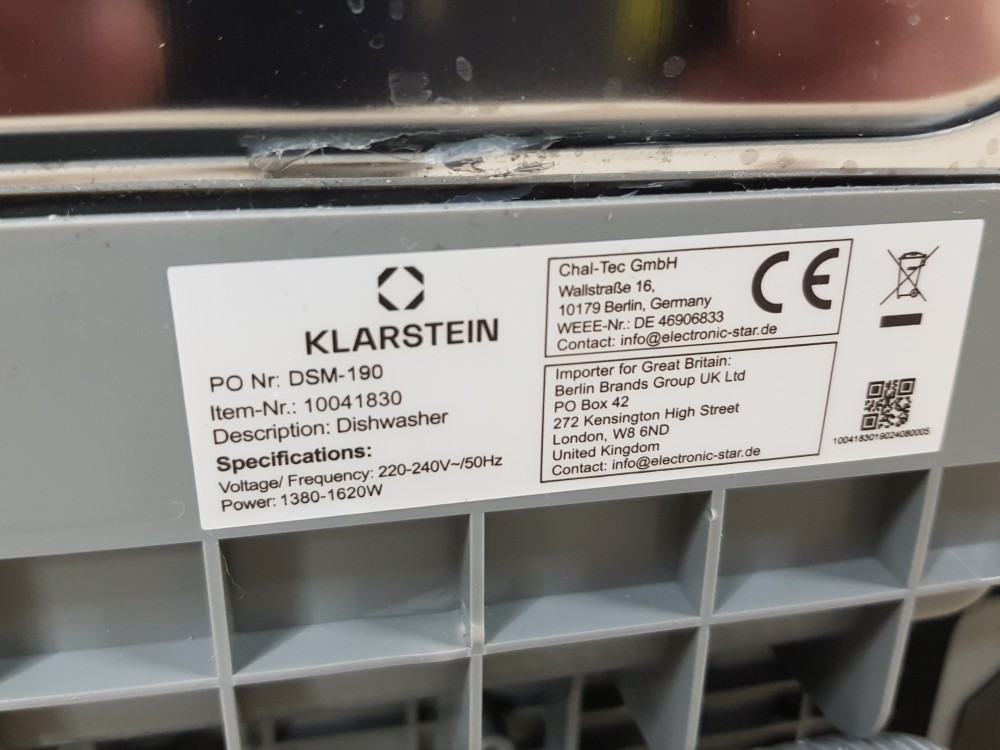 KLARSTEIN
PO Nr: DSM-190
Item-Nr.: 10041830
Description: Dishwasher
Specifications:
Voltage/ Frequency: 220-240V~/50Hz
Power: 1380-1620W
Chal-Tec GmbH
Wallstraße 16,
10179 Berlin, Germany
WEEE-Nr.: DE 46906833
Contact: info@electronic-star.de
CE
Importer for Great Britain:
Berlin Brands Group UK Ltd
PO Box 42
272 Kensington High Street
London, W8 6ND
United Kingdom
Contact: info@electronic-star.de
1004183019024080005